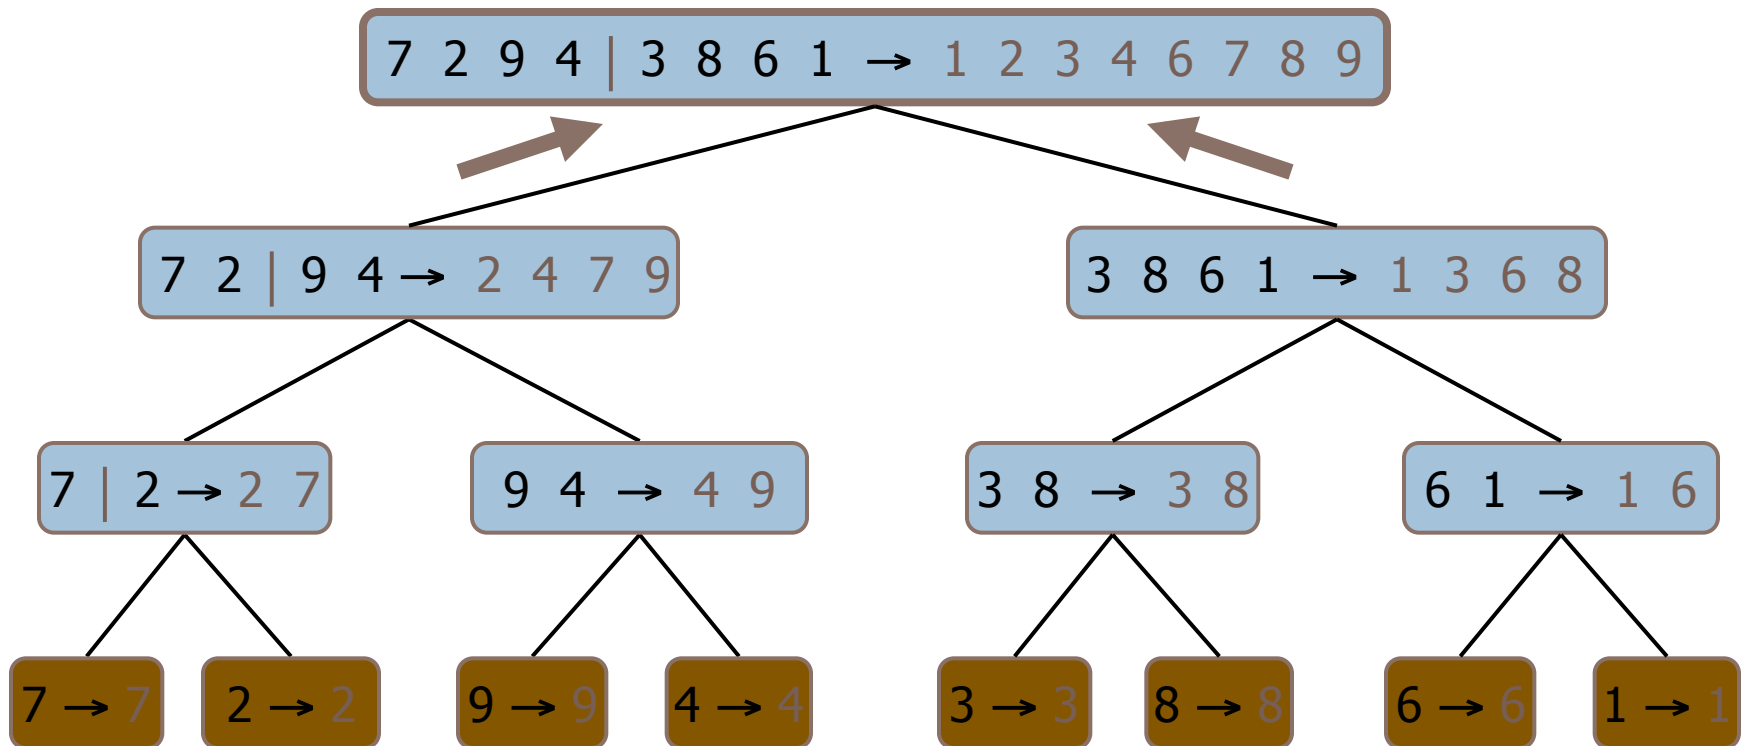 7 2 9 4 | 3 8 6 1 → 1 2 3 4 6 7 8 9
7 2 | 9 4 → 2 4 7 9
3 8 6 1 → 1 3 6 8
7 | 2 → 2 7
9 4 → 4 9
3 8 → 3 8
6 1 → 1 6
7 → 7
2 → 2
9 → 9
4 → 4
3 → 3
8 → 8
6 → 6
1 → 1